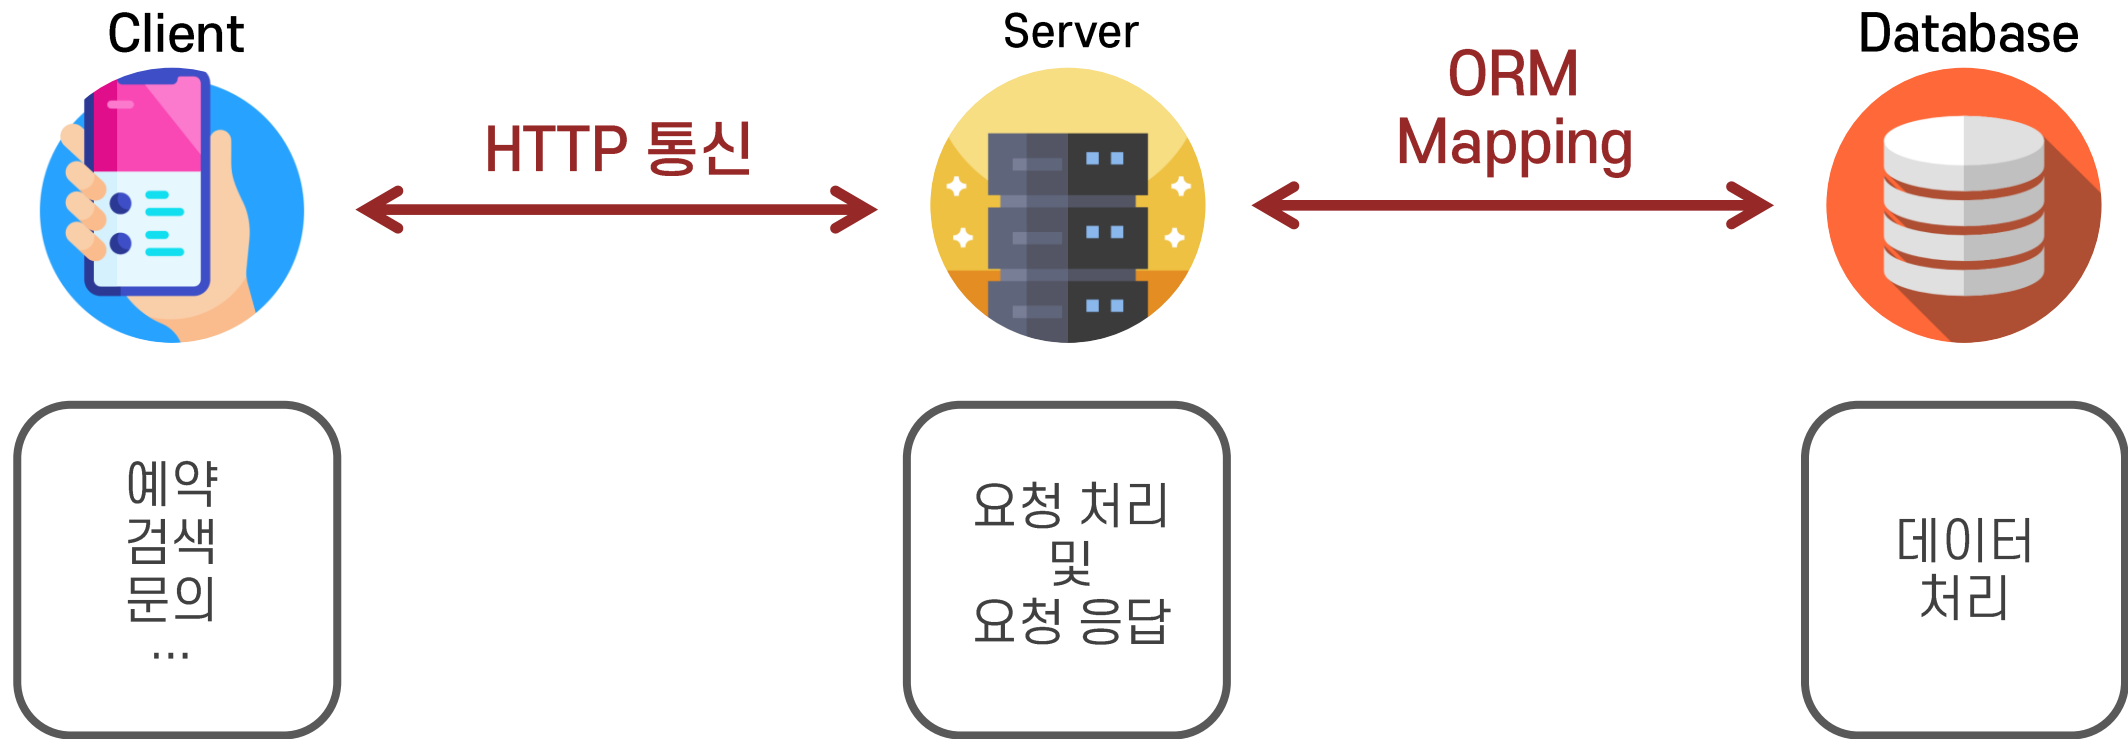 Client
Server
Database
HTTP 통신
ORM
Mapping
예약
검색
문의
...
요청 처리
및
요청 응답
데이터
처리